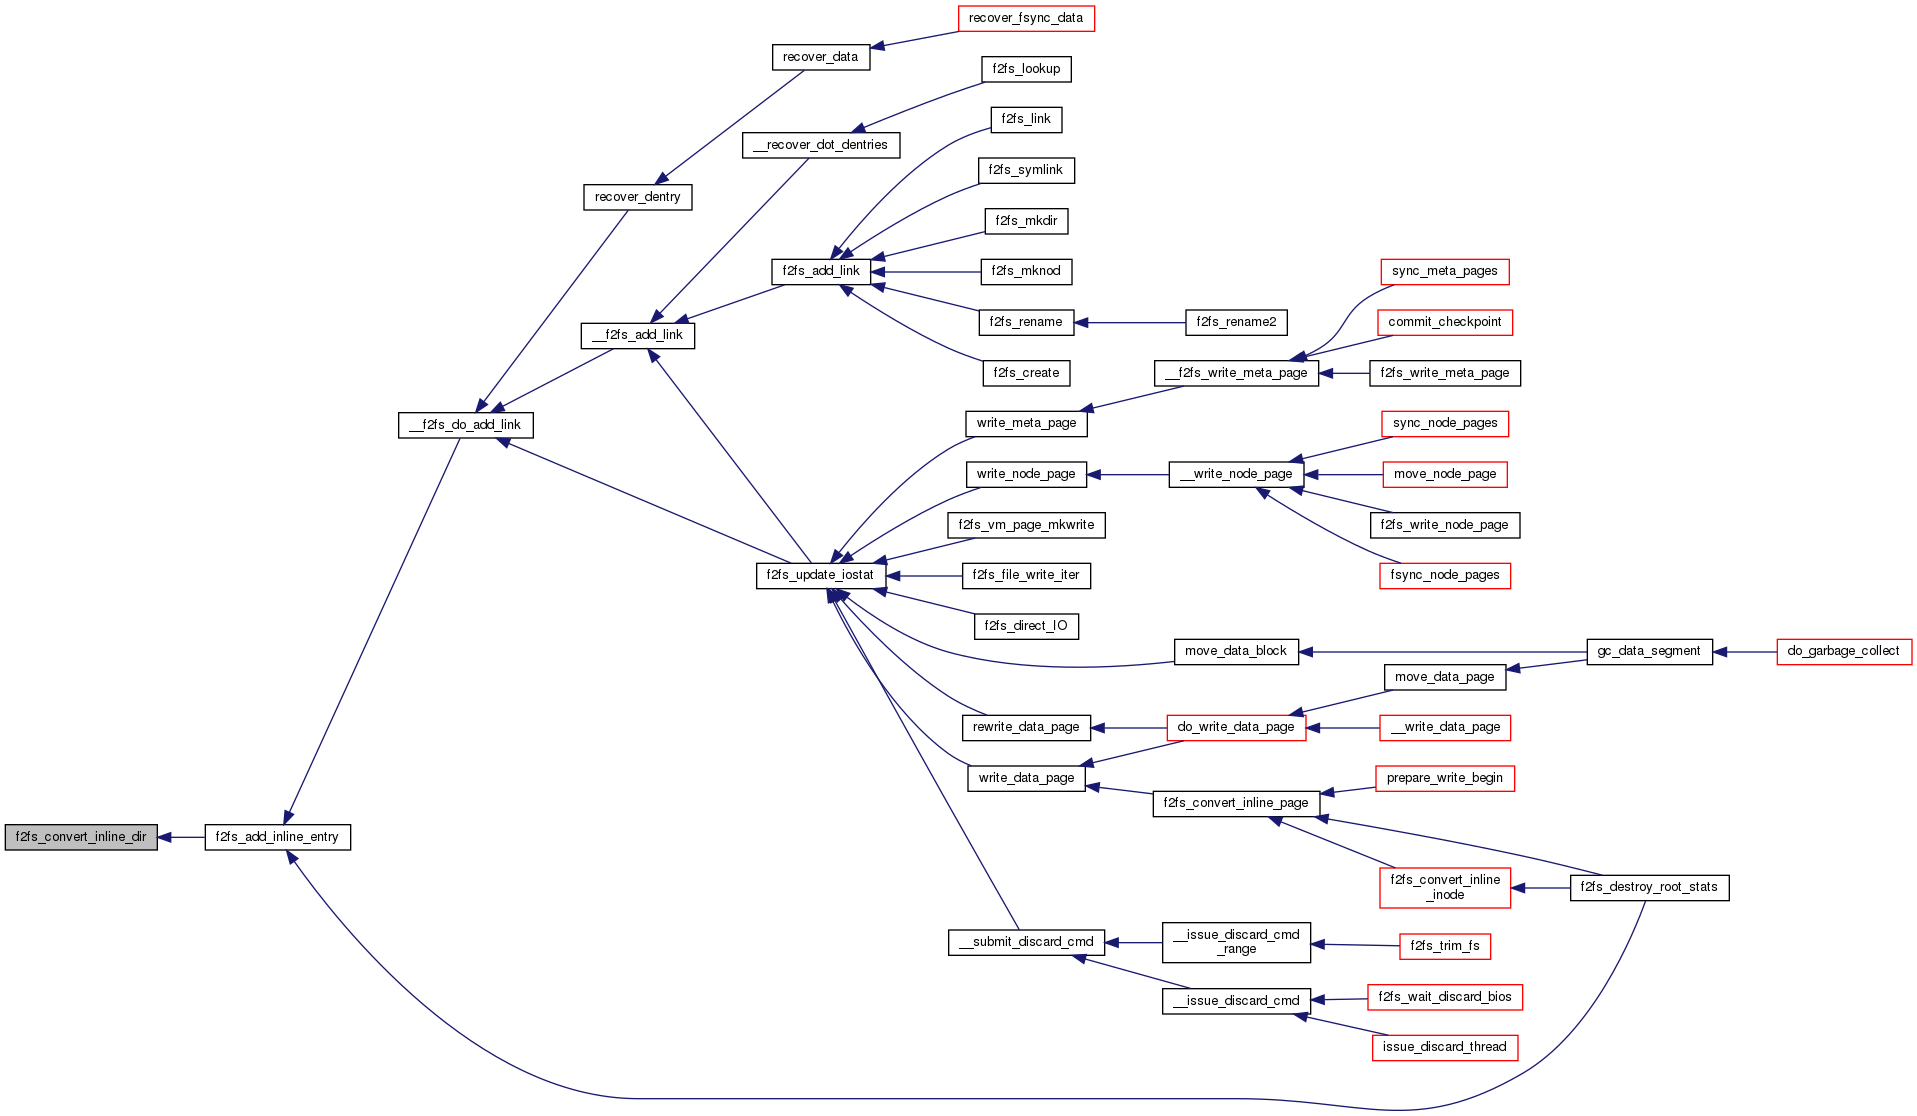 recover_fsync_data
recover_data
f2fs_lookup
f2fs_link
__recover_dot_dentries
f2fs_symlink
recover_dentry
f2fs_mkdir
f2fs_add_link
f2fs_mknod
sync_meta_pages
f2fs_rename
f2fs_rename2
commit_checkpoint
__f2fs_add_link
f2fs_create
__f2fs_write_meta_page
f2fs_write_meta_page
__f2fs_do_add_link
write_meta_page
sync_node_pages
write_node_page
__write_node_page
move_node_page
f2fs_vm_page_mkwrite
f2fs_write_node_page
f2fs_update_iostat
f2fs_file_write_iter
fsync_node_pages
f2fs_direct_IO
move_data_block
gc_data_segment
do_garbage_collect
move_data_page
rewrite_data_page
do_write_data_page
__write_data_page
write_data_page
prepare_write_begin
f2fs_convert_inline_page
f2fs_convert_inline_dir
f2fs_add_inline_entry
f2fs_convert_inline
_inode
f2fs_destroy_root_stats
__submit_discard_cmd
__issue_discard_cmd
_range
f2fs_trim_fs
__issue_discard_cmd
f2fs_wait_discard_bios
issue_discard_thread